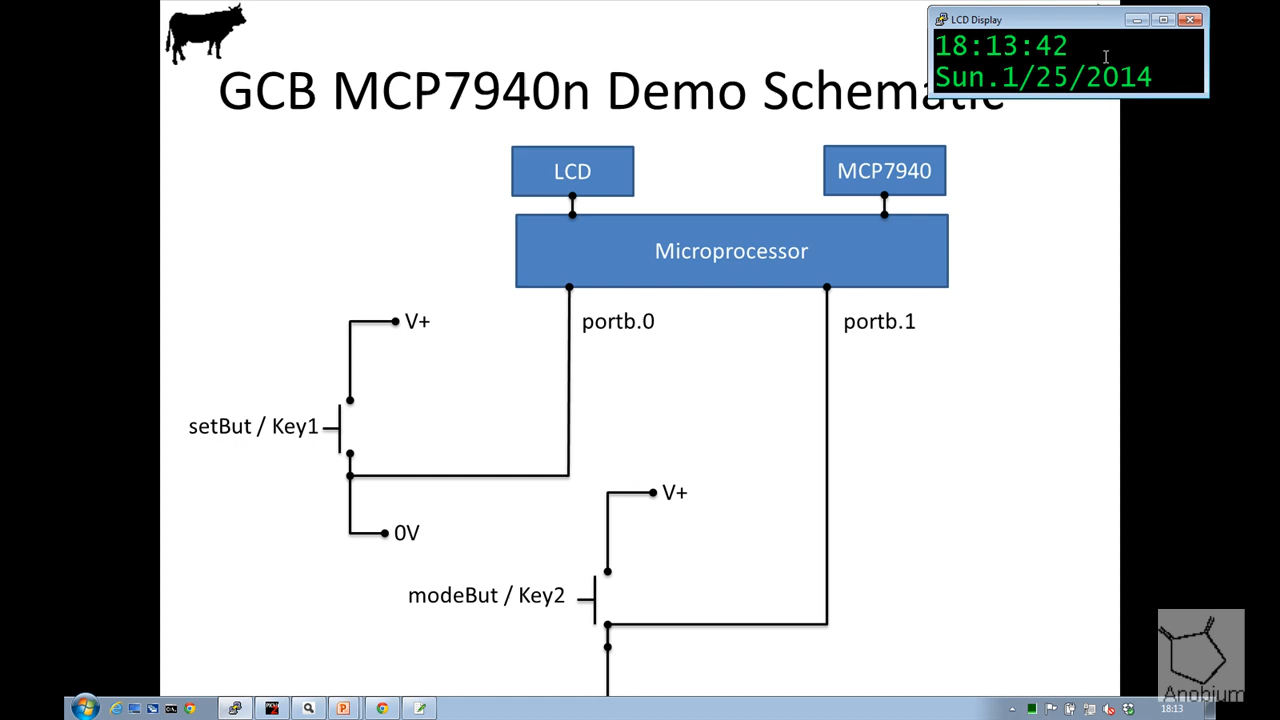 LCD Display
18:13:42
Sun.1/25/2014
GCB MCP7940n Demo Schematic
LCD
MCP7940
Microprocessor
portb.0
portb.1
V+
setBut / Key1
V+
0V
modeBut / Key2
Anobium
18:13